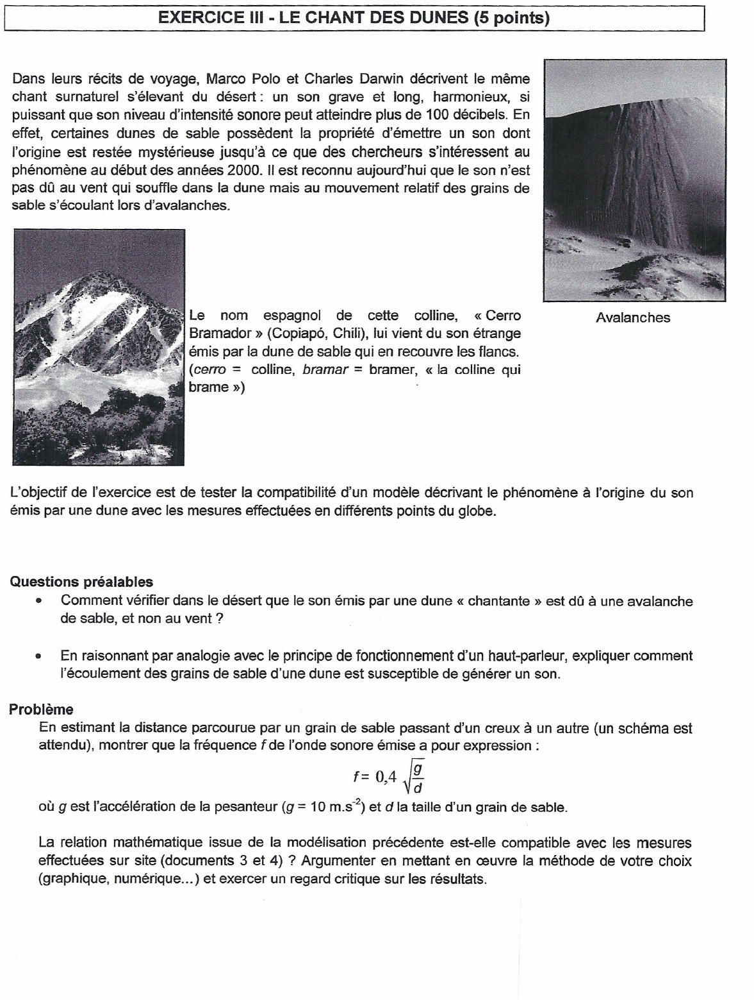 EXERCICE III - LE CHANT DES DUNES (5 points)
Dans leurs récits de voyage, Marco Polo et Charles Darwin décrivent le même
chant surnaturel s'élevant du désert : un son grave et long, harmonieux, si
puissant que son niveau d'intensité sonore peut atteindre plus de 100 décibels. En
effet, certaines dunes de sable possèdent la propriété d'émettre un son dont
l'origine est restée mystérieuse jusqu'à ce que des chercheurs s'intéressent au
phénomène au début des années 2000. Il est reconnu aujourd'hui que le son n'est
pas dû au vent qui souffle dans la dune mais au mouvement relatif des grains de
sable s'écoulant lors d'avalanches.
Avalanches
Le nom espagnol de cette colline, « Cerro
Bramador » (Copiapó, Chili), lui vient du son étrange
émis par la dune de sable qui en recouvre les flancs.
(cerro = colline, bramar = bramer, « la colline qui
brame »)
L'objectif de l'exercice est de tester la compatibilité d'un modèle décrivant le phénomène à l'origine du son
émis par une dune avec les mesures effectuées en différents points du globe.
Questions préalables
• Comment vérifier dans le désert que le son émis par une dune « chantante » est dû à une avalanche
de sable, et non au vent ?
• En raisonnant par analogie avec le principe de fonctionnement d'un haut-parleur, expliquer comment
l'écoulement des grains de sable d'une dune est susceptible de générer un son.
Problème
En estimant la distance parcourue par un grain de sable passant d'un creux à un autre (un schéma est
attendu), montrer que la fréquence f de l'onde sonore émise a pour expression :
f = 0,4 √(g/d)
où g est l'accélération de la pesanteur (g = 10 m.s⁻²) et d la taille d'un grain de sable.
La relation mathématique issue de la modélisation précédente est-elle compatible avec les mesures
effectuées sur site (documents 3 et 4) ? Argumenter en mettant en œuvre la méthode de votre choix
(graphique, numérique...) et exercer un regard critique sur les résultats.